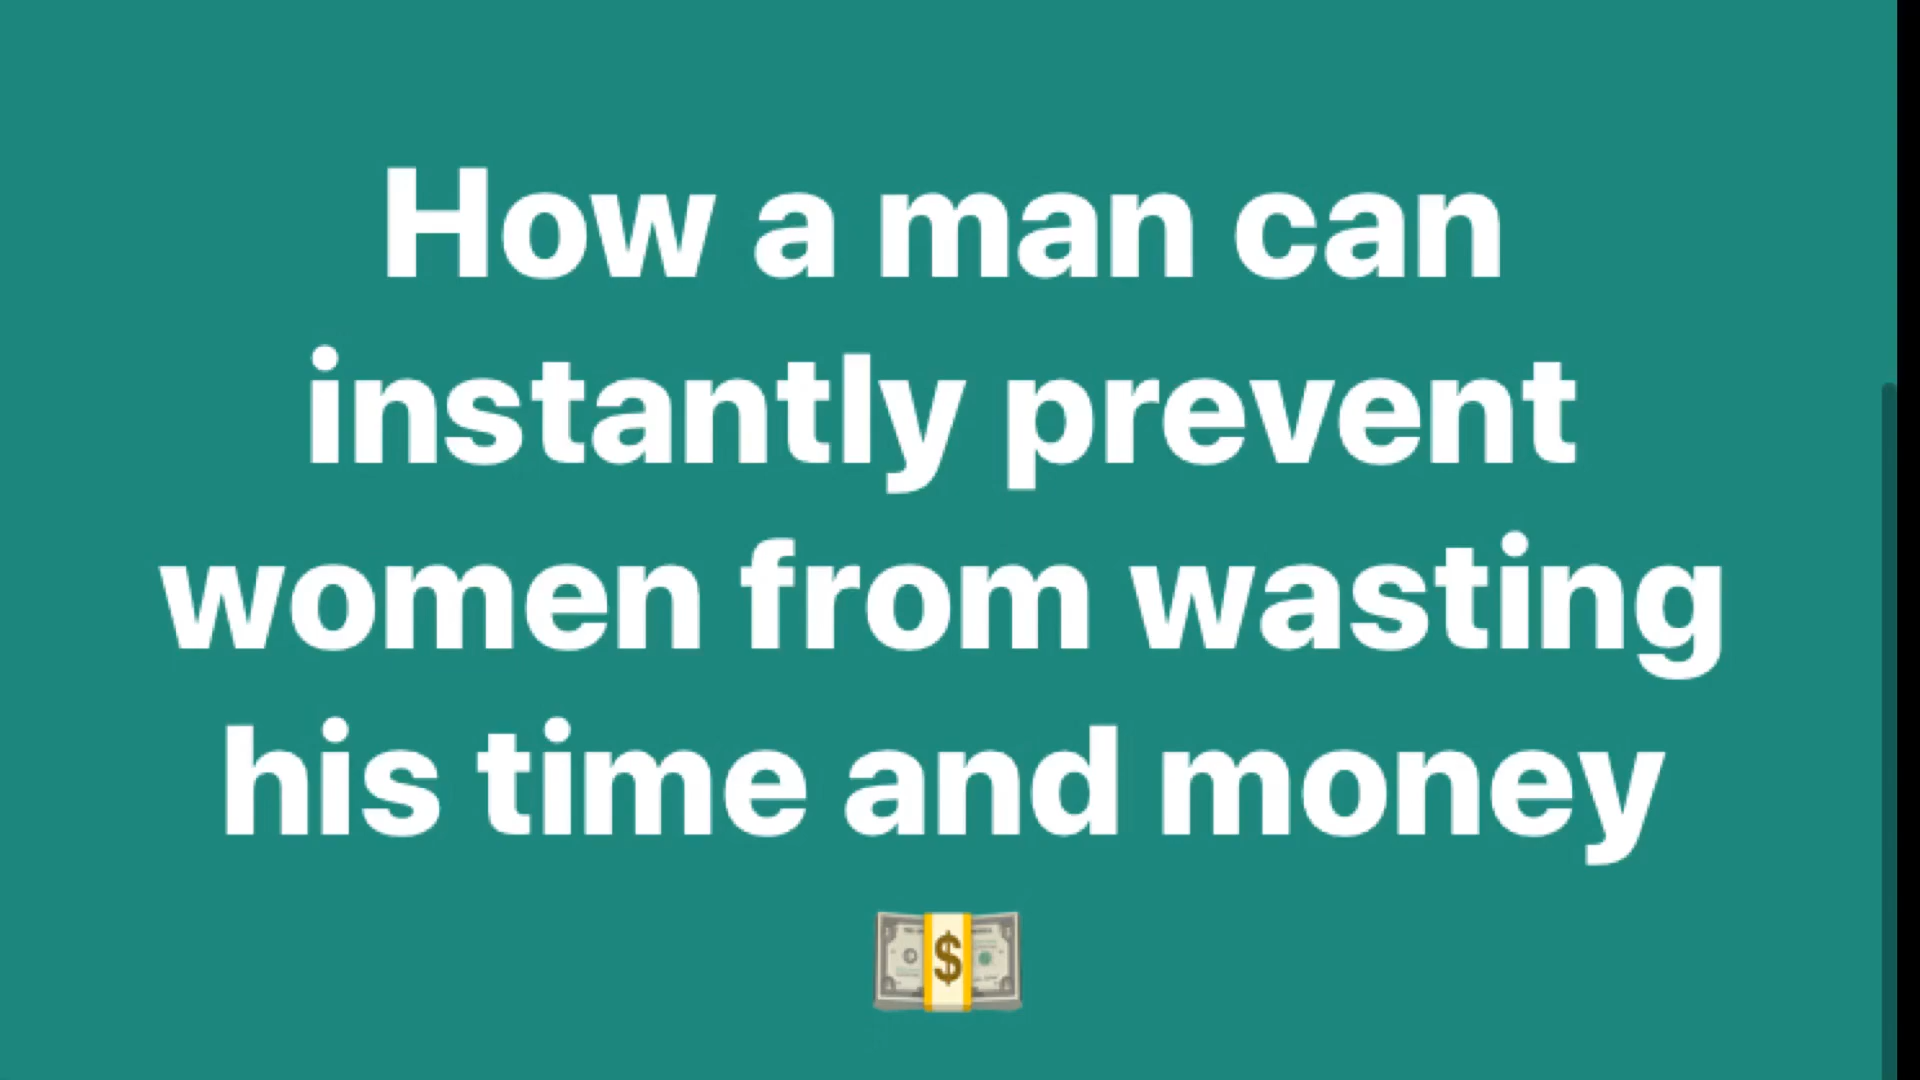 How a man can
instantly prevent
women from wasting
his time and money
💵